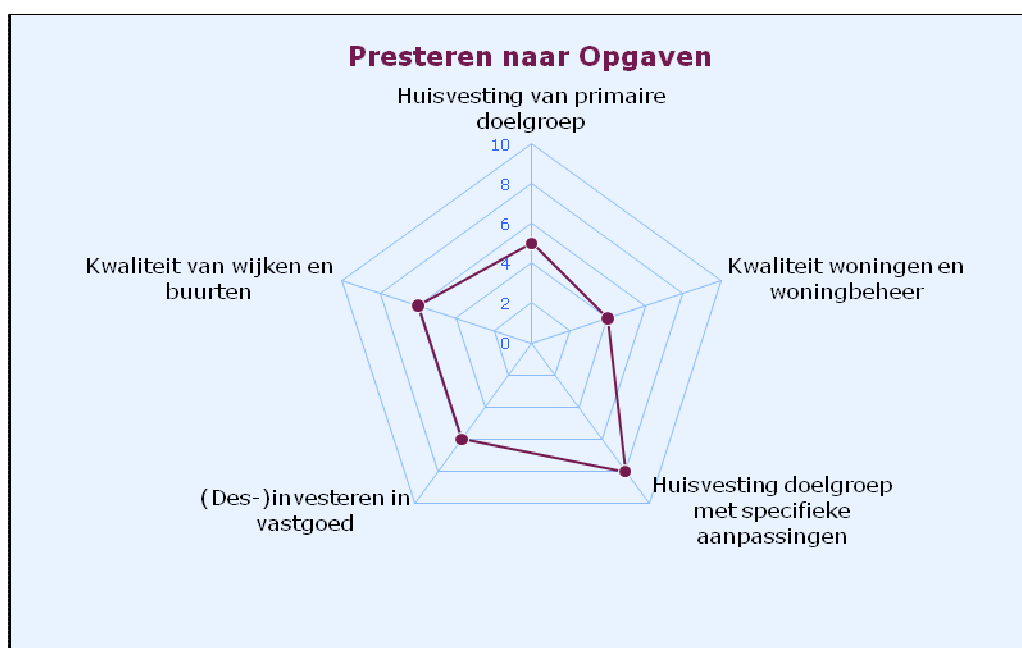 Presteren naar Opgaven
Huisvesting van primaire
doelgroep
10
8
6
4
2
0
Kwaliteit woningen en
woningbeheer
Huisvesting doelgroep
met specifieke
aanpassingen
(Des-)investeren in
vastgoed
Kwaliteit van wijken en
buurten